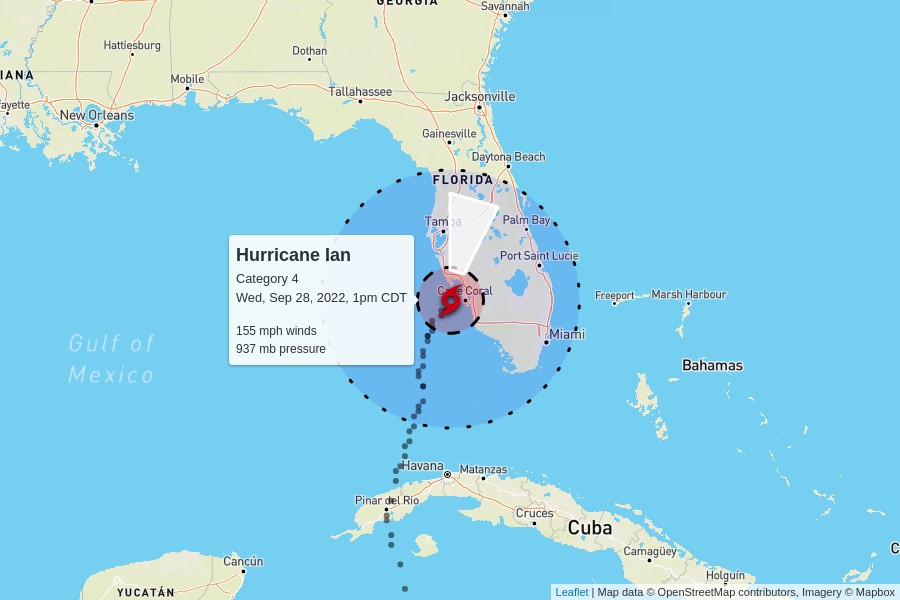 GEORGIA
Savannah
Hattiesburg
Dothan
IANA
Mobile
Tallahassee
Jacksonville
fayette
New Orleans
Gainesville
Daytona Beach
FLORIDA
Tampa
Palm Bay
Hurricane Ian
Category 4
Wed, Sep 28, 2022, 1pm CDT
155 mph winds
937 mb pressure
Port Saint Lucie
Cape Coral
Freeport
Marsh Harbour
Miami
Gulf of
Mexico
Bahamas
Havana
Matanzas
Pinar del Rio
Cruces
Cuba
Camagüey
Cancún
Holguín
YUCATÁN
C
Leaflet | Map data © OpenStreetMap contributors, Imagery © Mapbox